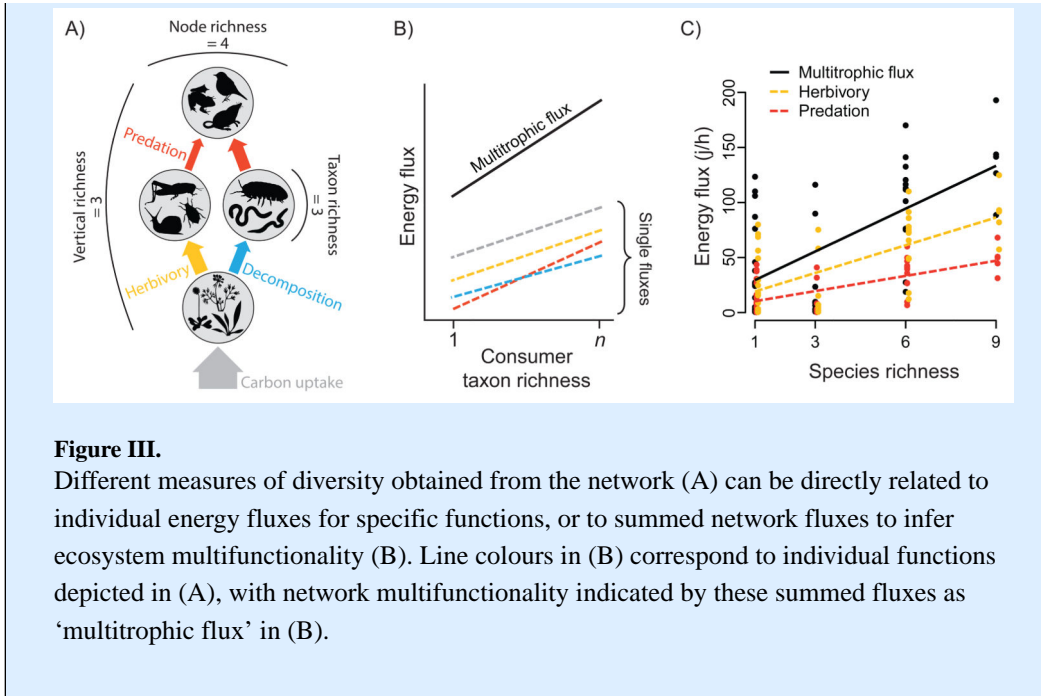 A)
Node richness
= 4
Vertical richness
= 3
Predation
Taxon richness
= 3
Herbivory
Decomposition
Carbon uptake
B)
Energy flux
Multitrophic flux
Single fluxes
1
n
Consumer
taxon richness
C)
Multitrophic flux
Herbivory
Predation
Energy flux (j/h)
200
150
100
50
0
1
3
6
9
Species richness
Figure III.
Different measures of diversity obtained from the network (A) can be directly related to
individual energy fluxes for specific functions, or to summed network fluxes to infer
ecosystem multifunctionality (B). Line colours in (B) correspond to individual functions
depicted in (A), with network multifunctionality indicated by these summed fluxes as
‘multitrophic flux’ in (B).